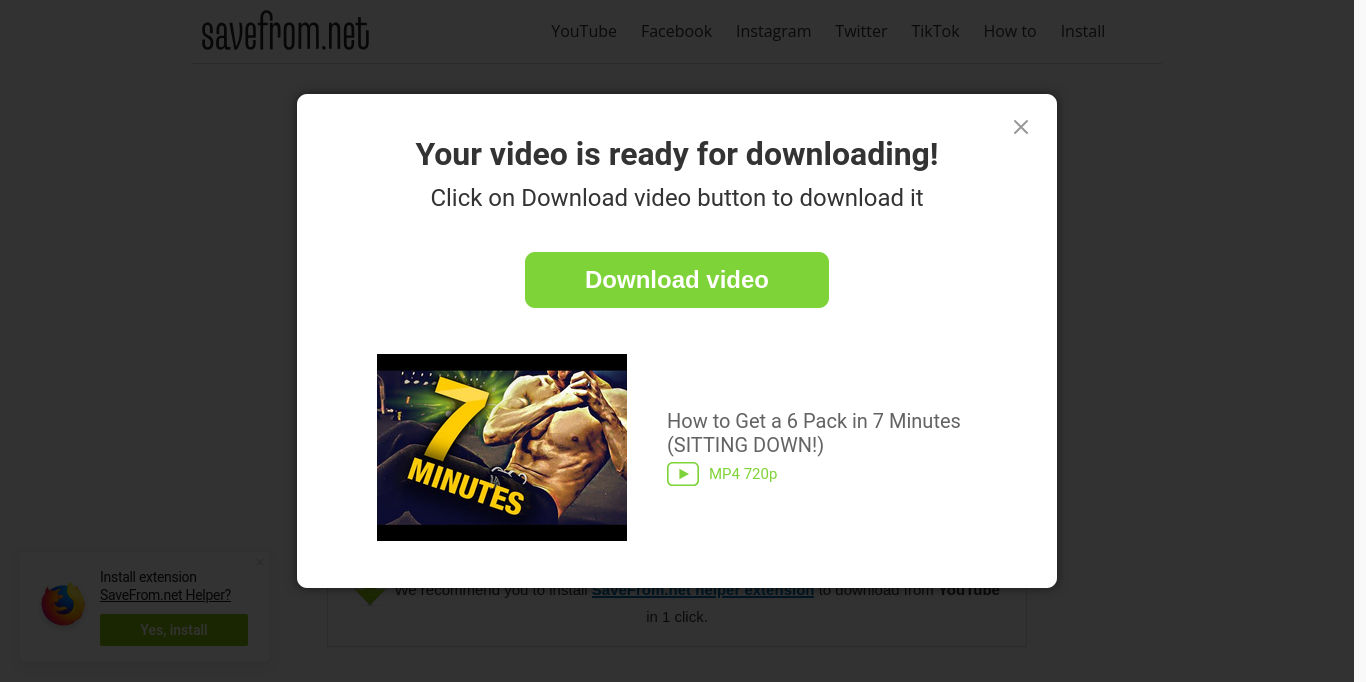 savefrom.net
YouTube Facebook Instagram Twitter TikTok How to Install
Your video is ready for downloading!
Click on Download video button to download it
Download video
7
MINUTES
How to Get a 6 Pack in 7 Minutes
(SITTING DOWN!)
MP4 720p
Install extension
SaveFrom.net Helper?
Yes, install
We recommend you to install SaveFrom.net helper extension to download from YouTube
in 1 click.